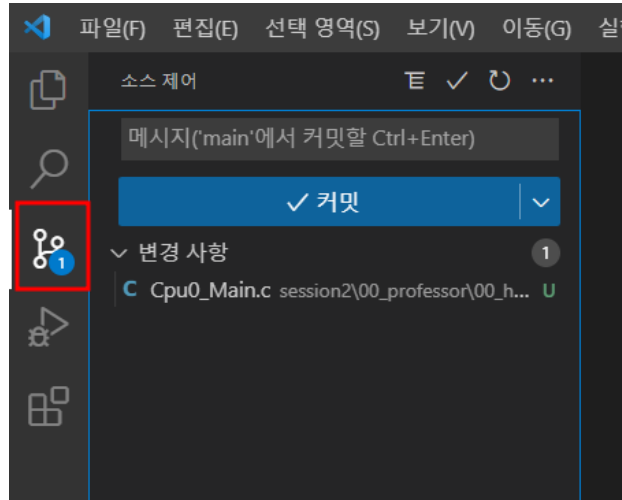 파일(F) 편집(E) 선택 영역(S) 보기(V) 이동(G)
소스 제어
메시지('main'에서 커밋할 Ctrl+Enter)
커밋
1
변경 사항 1
C Cpu0_Main.c session2\00_professor\00_h... U